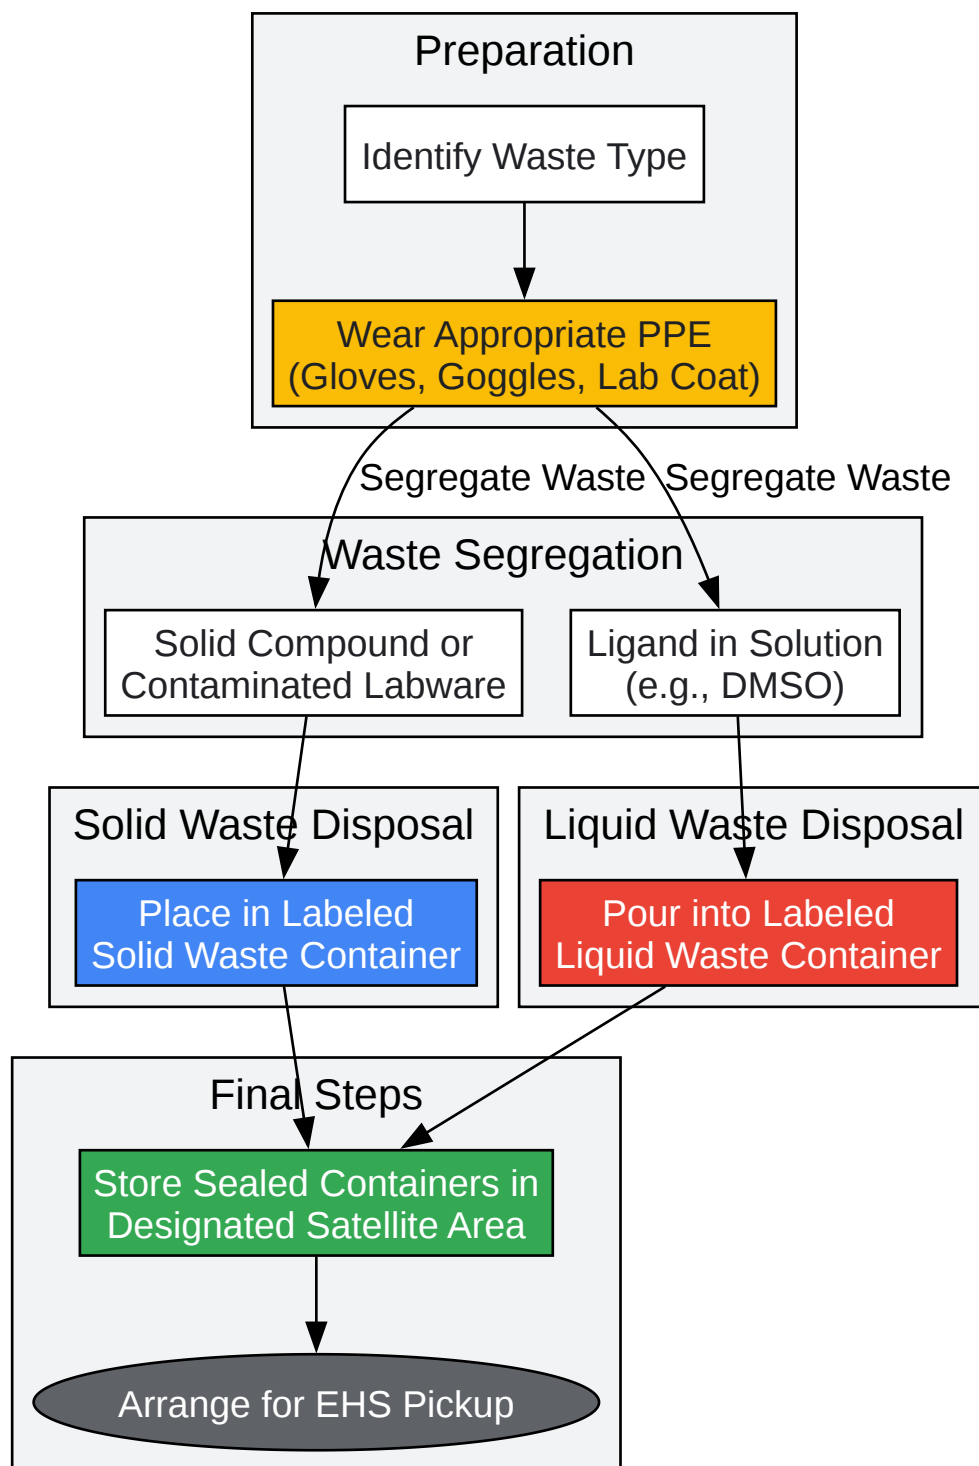 Preparation
Identify Waste Type
Wear Appropriate PPE
(Gloves, Goggles, Lab Coat)
Segregate Waste
Segregate Waste
Waste Segregation
Solid Compound or
Contaminated Labware
Ligand in Solution
(e.g., DMSO)
Solid Waste Disposal
Liquid Waste Disposal
Place in Labeled
Solid Waste Container
Pour into Labeled
Liquid Waste Container
Final Steps
Store Sealed Containers in
Designated Satellite Area
Arrange for EHS Pickup